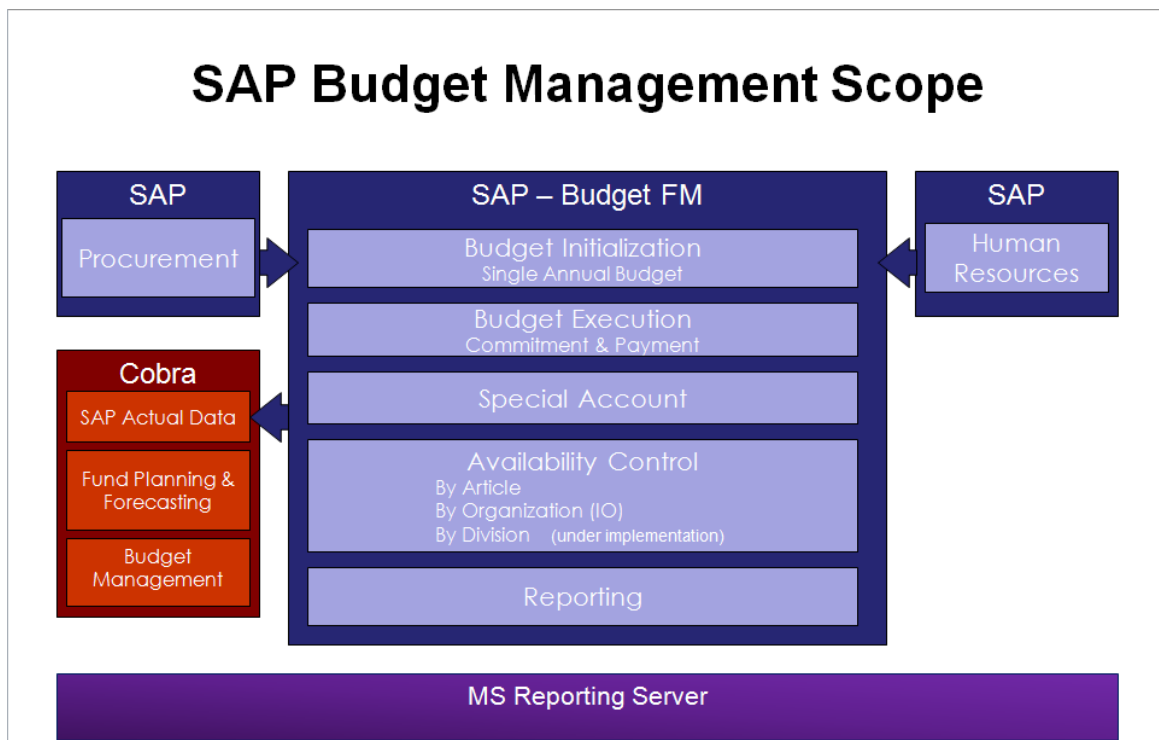 SAP Budget Management Scope
SAP
Procurement
SAP – Budget FM
Budget Initialization
Single Annual Budget
Budget Execution
Commitment & Payment
Special Account
Availability Control
By Article
By Organization (IO)
By Division (under implementation)
Reporting
SAP
Human
Resources
Cobra
SAP Actual Data
Fund Planning &
Forecasting
Budget
Management
MS Reporting Server